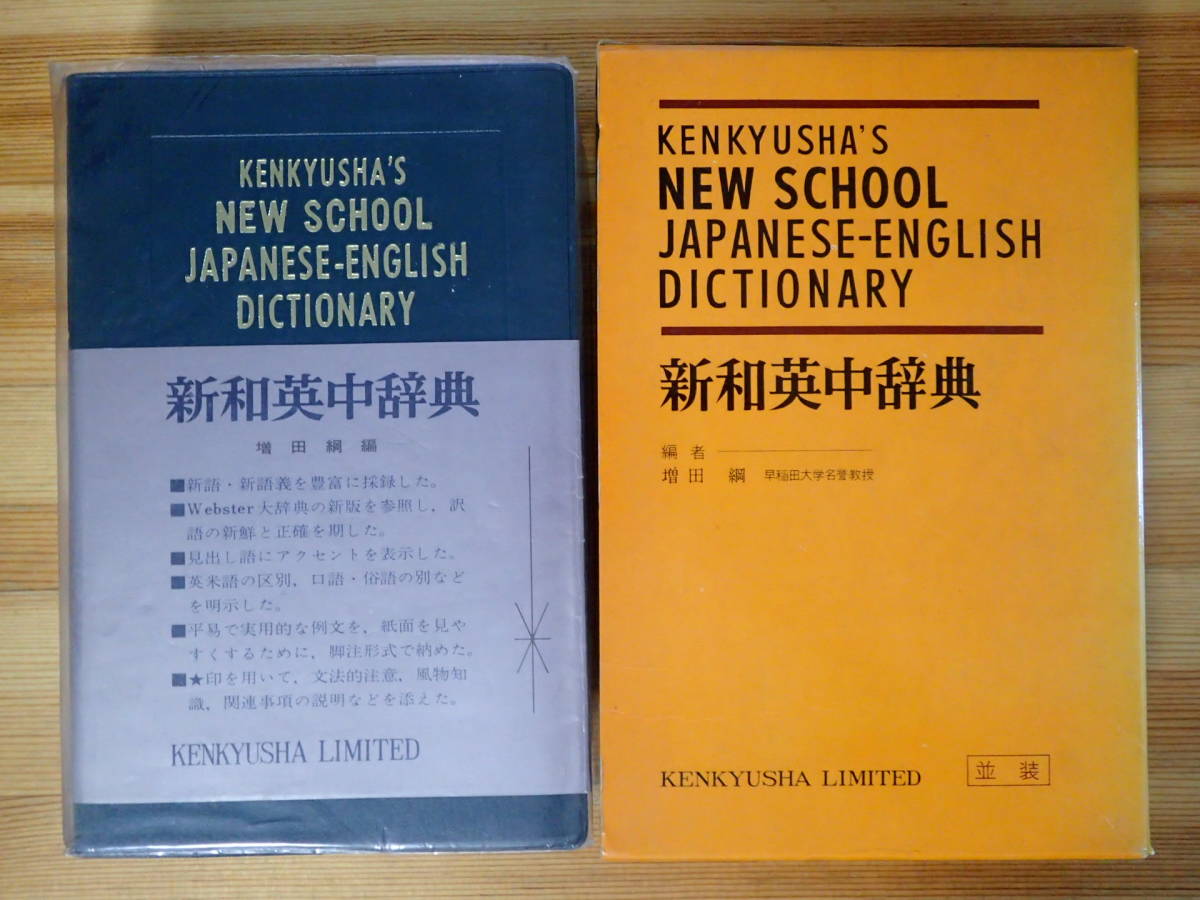 KENKYUSHA'S
NEW SCHOOL
JAPANESE-ENGLISH
DICTIONARY
新和英中辞典
増田綱編
■新語・新語義を豊富に採録した。
■Webster大辞典の新版を参照し、訳
語の新鮮と正確を期した。
■見出し語にアクセントを表示した。
■英米語の区別、口語・俗語の別など
を明示した。
■平易で実用的な例文を、紙面を見や
すくするために、脚注形式で納めた。
■★印を用いて、文法的注意、風物知
識、関連事項の説明などを添えた。
KENKYUSHA LIMITED
KENKYUSHA'S
NEW SCHOOL
JAPANESE-ENGLISH
DICTIONARY
新和英中辞典
編者
増田 綱 早稲田大学名誉教授
KENKYUSHA LIMITED
並装